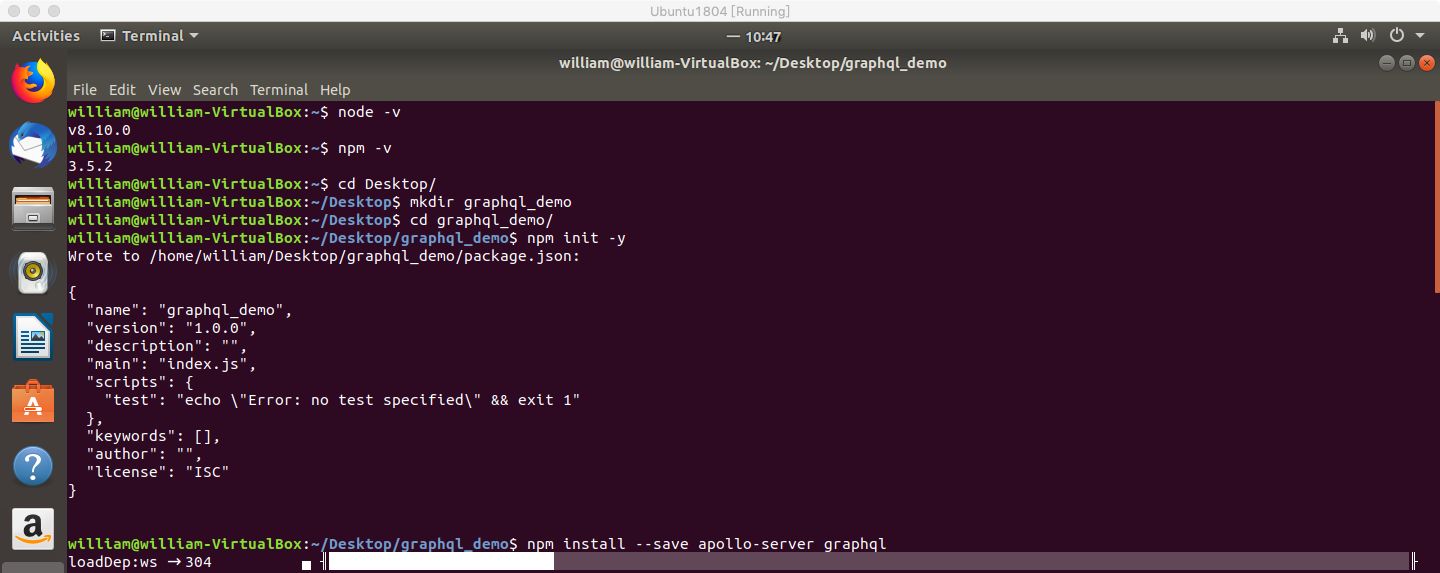 Ubuntu1804 [Running]
Activities Terminal 10:47
william@william-VirtualBox: ~/Desktop/graphql_demo
File Edit View Search Terminal Help
william@william-VirtualBox:~$ node -v
v8.10.0
william@william-VirtualBox:~$ npm -v
3.5.2
william@william-VirtualBox:~$ cd Desktop/
william@william-VirtualBox:~/Desktop$ mkdir graphql_demo
william@william-VirtualBox:~/Desktop$ cd graphql_demo/
william@william-VirtualBox:~/Desktop/graphql_demo$ npm init -y
Wrote to /home/william/Desktop/graphql_demo/package.json:
{
  "name": "graphql_demo",
  "version": "1.0.0",
  "description": "",
  "main": "index.js",
  "scripts": {
    "test": "echo \"Error: no test specified\" && exit 1"
  },
  "keywords": [],
  "author": "",
  "license": "ISC"
}
william@william-VirtualBox:~/Desktop/graphql_demo$ npm install --save apollo-server graphql
loadDep:ws → 304